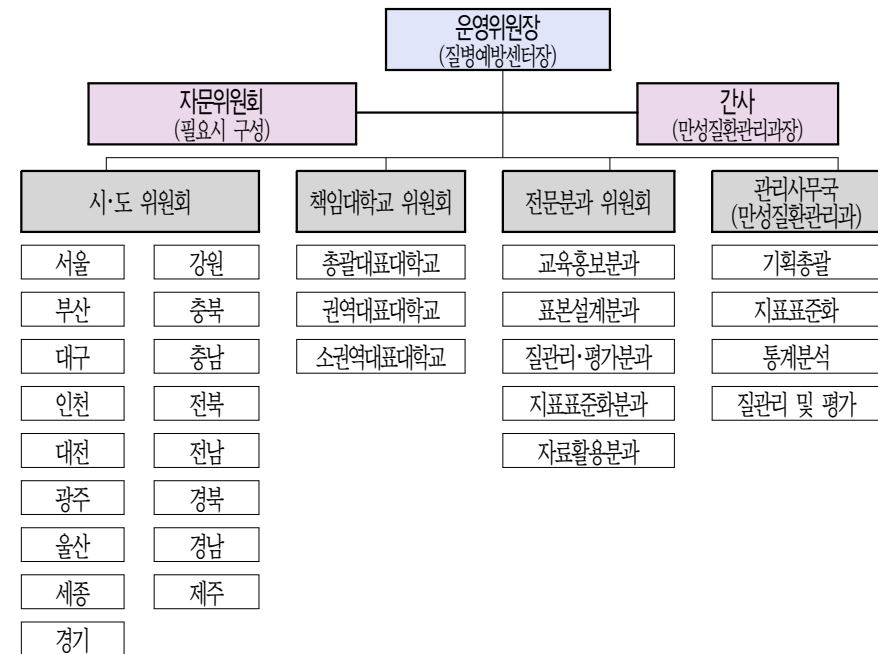 운영위원장
(질병예방센터장)
자문위원회
(필요시 구성)
간사
(만성질환관리과장)
시·도 위원회
책임대학교 위원회
전문분과 위원회
관리사무국
(만성질환관리과)
서울
강원
총괄대표대학교
교육홍보분과
기획총괄
부산
충북
권역대표대학교
표본설계분과
지표표준화
대구
충남
소권역대표대학교
질관리·평가분과
통계분석
인천
전북
지표표준화분과
질관리 및 평가
대전
전남
자료활용분과
광주
경북
울산
경남
세종
제주
경기